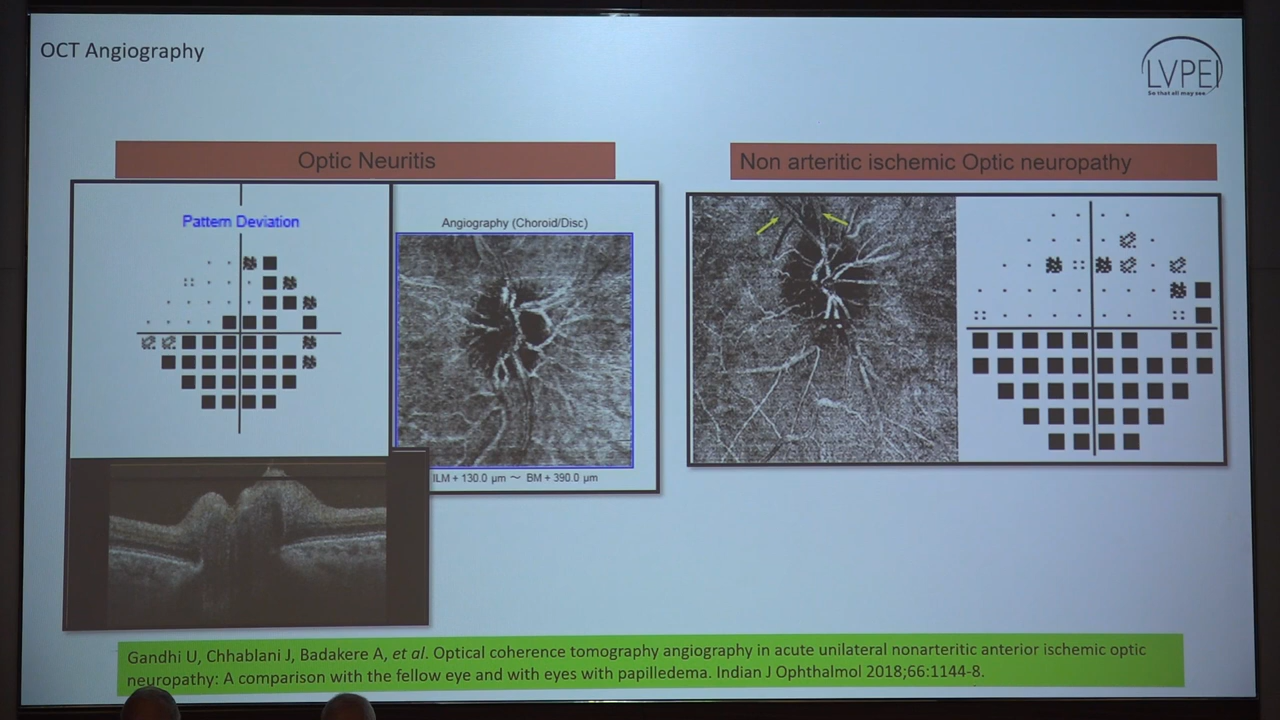 OCT Angiography
LVPEI
So that all may see.
Optic Neuritis
Non arteritic ischemic Optic neuropathy
Pattern Deviation
Angiography (Choroid/Disc)
ILM + 130.0 µm ～ BM + 390.0 µm
Gandhi U, Chhablani J, Badakere A, et al. Optical coherence tomography angiography in acute unilateral nonarteritic anterior ischemic optic
neuropathy: A comparison with the fellow eye and with eyes with papilledema. Indian J Ophthalmol 2018;66:1144-8.